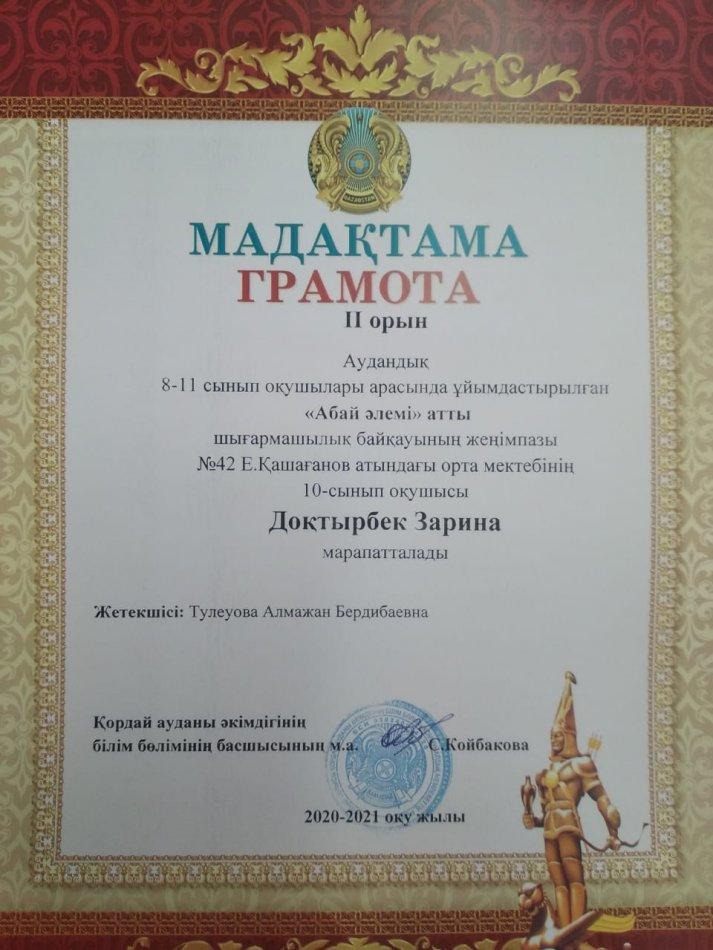 QAZAQSTAN
МАДАҚТАМА
ГРАМОТА
II орын
Аудандық
8-11 сынып оқушылары арасында ұйымдастырылған
«Абай әлемі» атты
шығармашылық байқауының жеңімпазы
№42 Е.Қашағанов атындағы орта мектебінің
10-сынып оқушысы
Доқтырбек Зарина
марапатталады
Жетекшісі: Тулеуова Алмажан Бердибаевна
Қордай ауданы әкімдігінің
білім бөлімінің басшысының м.а. С.Койбакова
2020-2021 оқу жылы